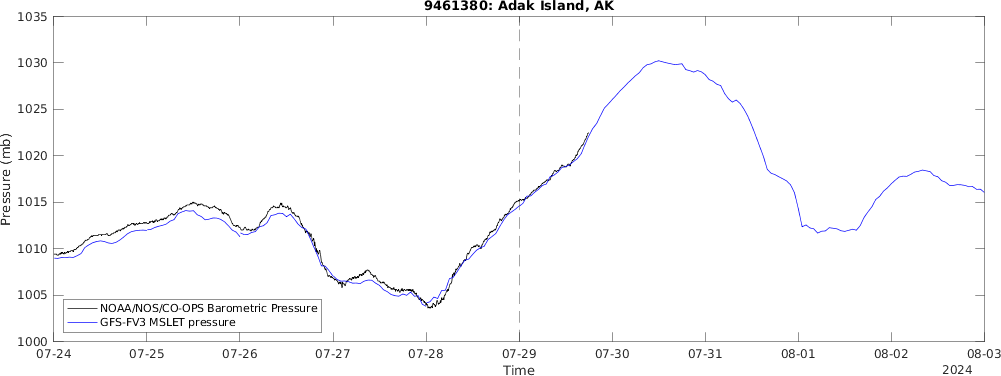 9461380: Adak Island, AK
Pressure (mb)
1035
1030
1025
1020
1015
1010
1005
1000
NOAA/NOS/CO-OPS Barometric Pressure
GFS-FV3 MSLET pressure
07-24 07-25 07-26 07-27 07-28 07-29 07-30 07-31 08-01 08-02 08-03
Time
2024